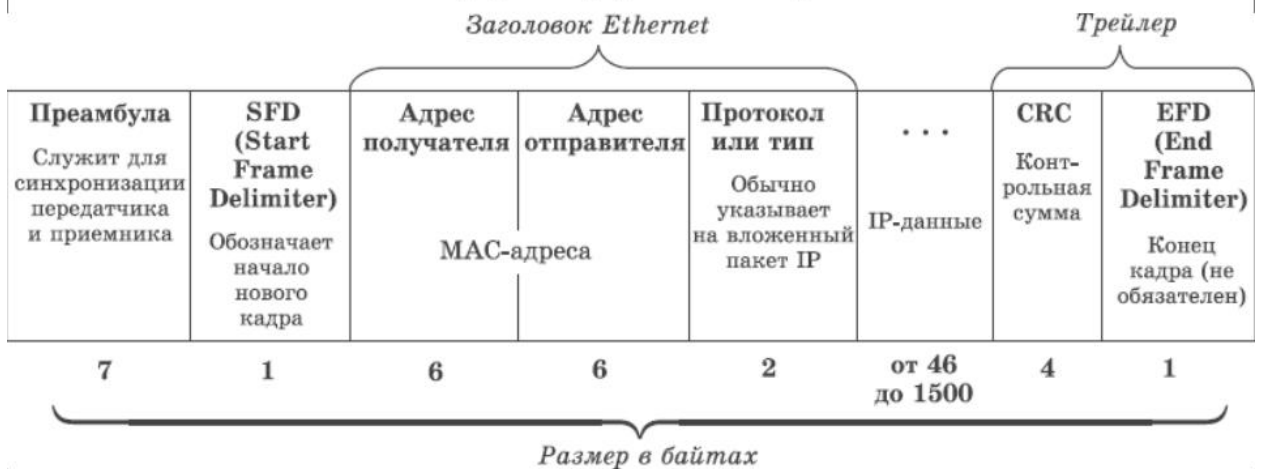 Заголовок Ethernet
Трейлер
Преамбула
Служит для
синхронизации
передатчика
и приемника
SFD
(Start
Frame
Delimiter)
Обозначает
начало
нового
кадра
Адрес
получателя
Адрес
отправителя
MAC-адреса
Протокол
или тип
Обычно
указывает
на вложенный
пакет IP
...
IP-данные
CRC
Конт-
рольная
сумма
EFD
(End
Frame
Delimiter)
Конец
кадра (не
обязателен)
7
1
6
6
2
от 46
до 1500
4
1
Размер в байтах